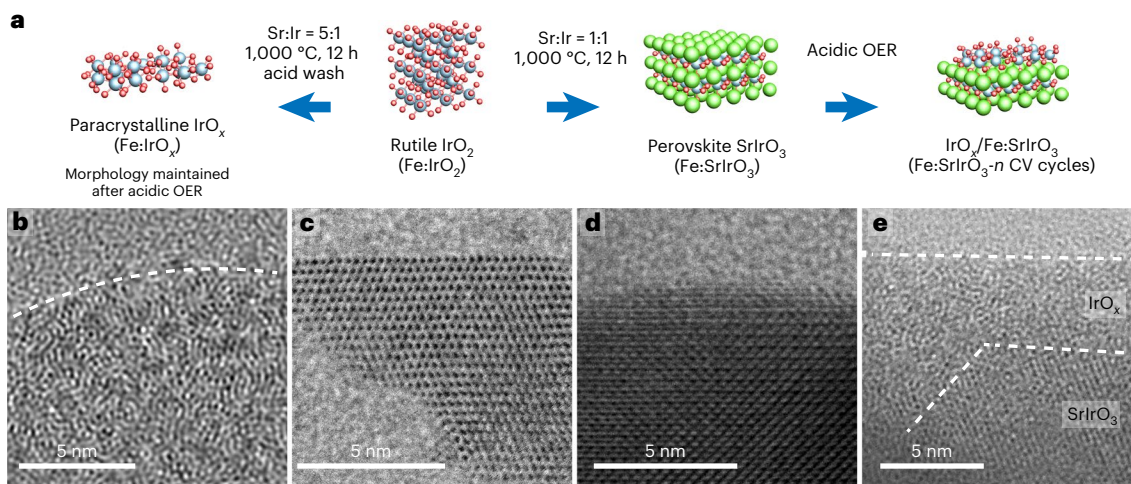 a
Sr:Ir = 5:1
1,000 °C, 12 h
acid wash
Sr:Ir = 1:1
1,000 °C, 12 h
Acidic OER
Paracrystalline IrOx
(Fe:IrOx)
Morphology maintained
after acidic OER
Rutile IrO2
(Fe:IrO2)
Perovskite SrIrO3
(Fe:SrIrO3)
IrOx/Fe:SrIrO3
(Fe:SrIrO3-n CV cycles)
b
5 nm
c
5 nm
d
5 nm
e
IrOx
SrIrO3
5 nm